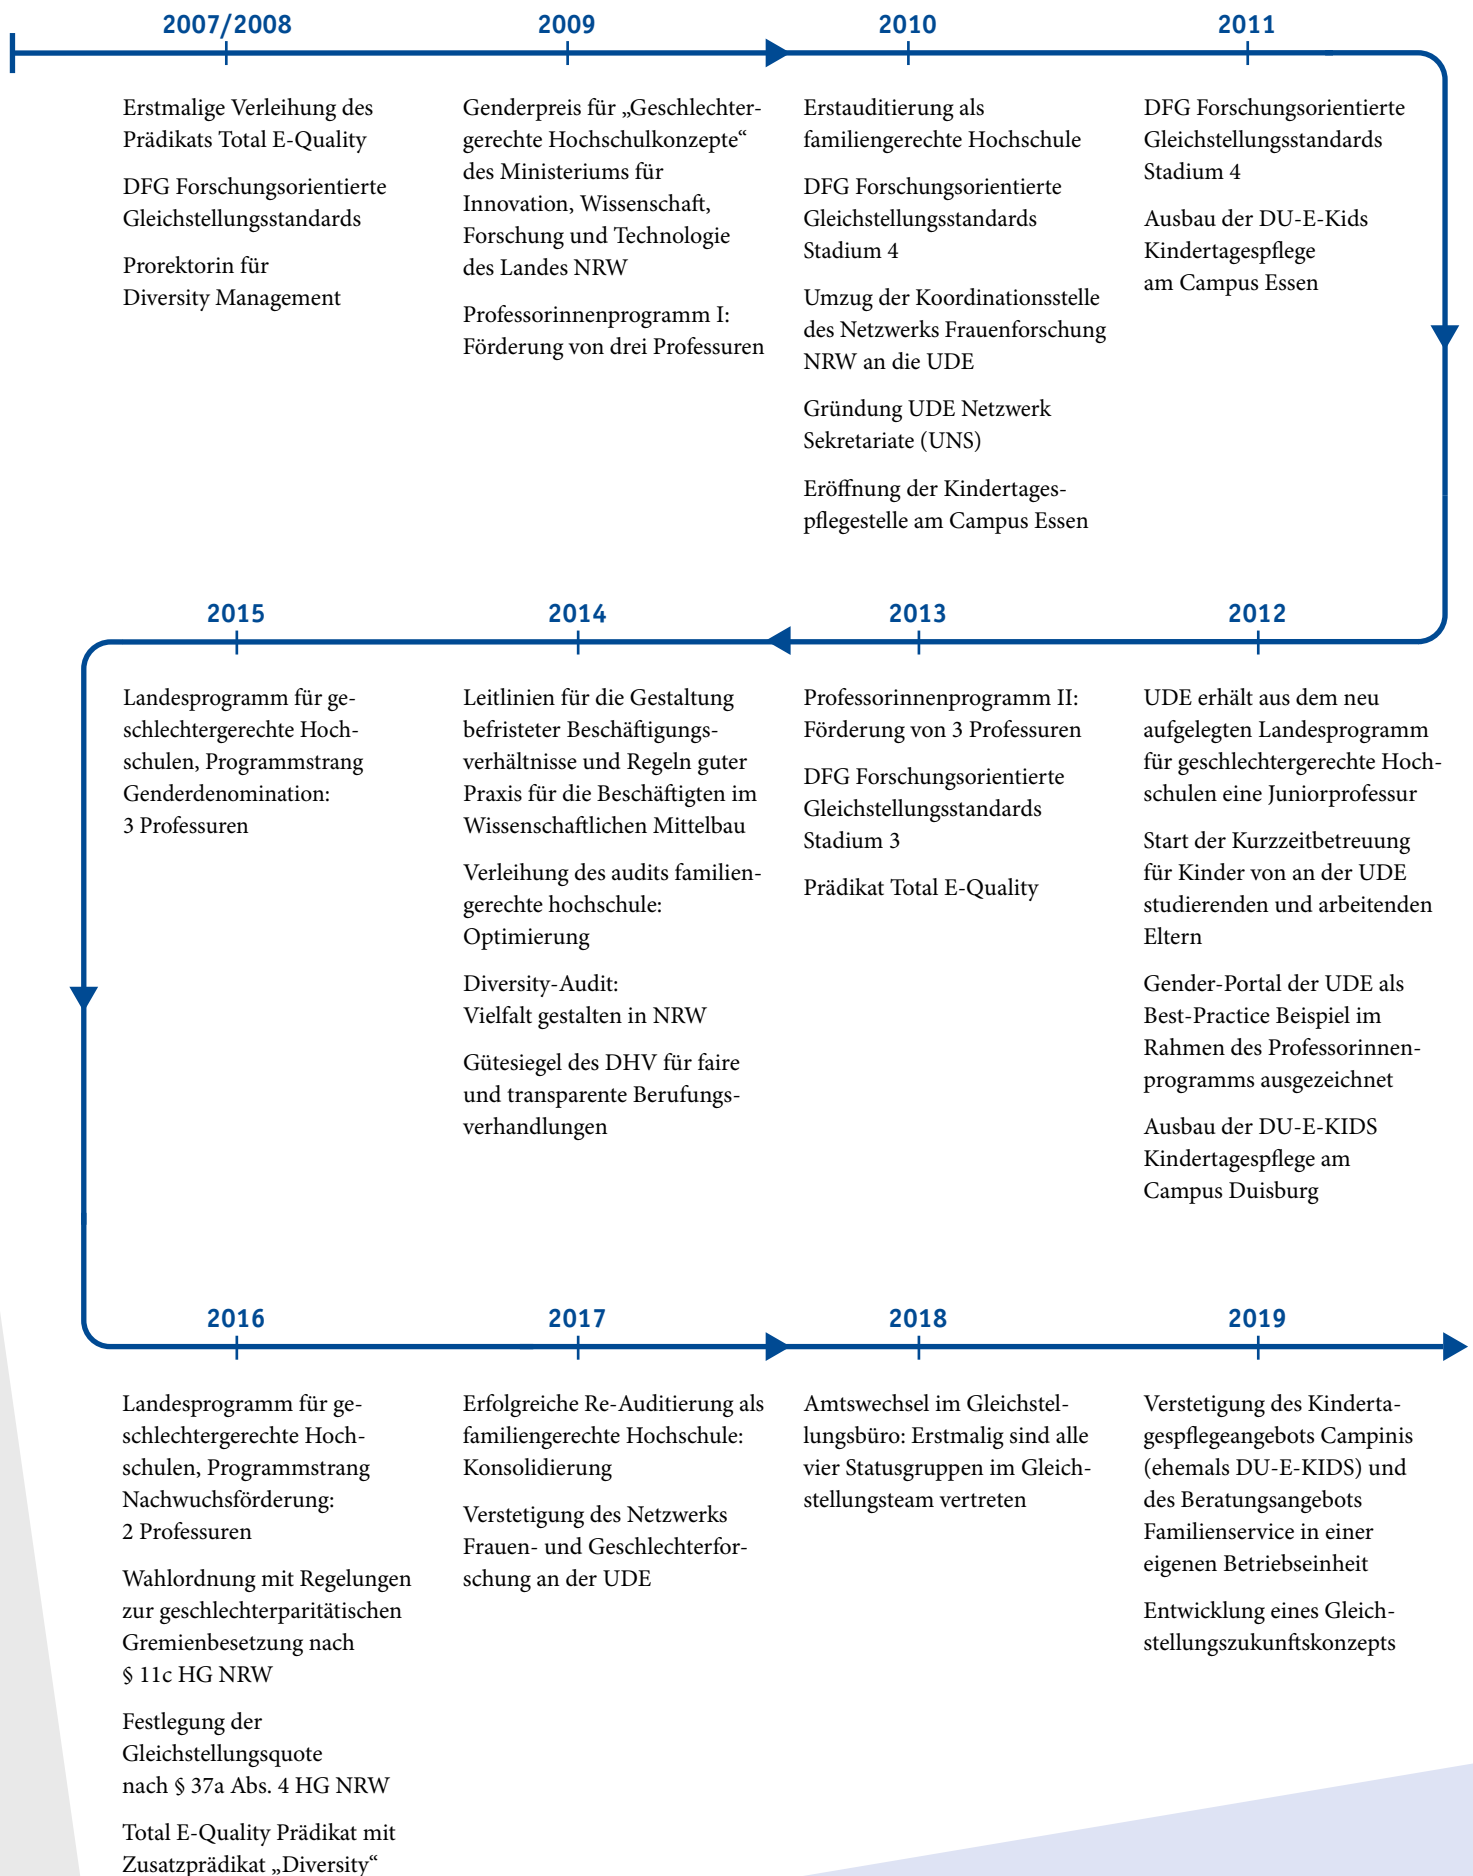 2007/2008
Erstmalige Verleihung des
Prädikats Total E-Quality
DFG Forschungsorientierte
Gleichstellungsstandards
Prorektorin für
Diversity Management
2009
Genderpreis für „Geschlechter-
gerechte Hochschulkonzepte“
des Ministeriums für
Innovation, Wissenschaft,
Forschung und Technologie
des Landes NRW
Professorinnenprogramm I:
Förderung von drei Professuren
2010
Erstauditierung als
familiengerechte Hochschule
DFG Forschungsorientierte
Gleichstellungsstandards
Stadium 4
Umzug der Koordinationsstelle
des Netzwerks Frauenforschung
NRW an die UDE
Gründung UDE Netzwerk
Sekretariate (UNS)
Eröffnung der Kindertages-
pflegestelle am Campus Essen
2011
DFG Forschungsorientierte
Gleichstellungsstandards
Stadium 4
Ausbau der DU-E-Kids
Kindertagespflege
am Campus Essen
2012
UDE erhält aus dem neu
aufgelegten Landesprogramm
für geschlechtergerechte Hoch-
schulen eine Juniorprofessur
Start der Kurzzeitbetreuung
für Kinder von an der UDE
studierenden und arbeitenden
Eltern
Gender-Portal der UDE als
Best-Practice Beispiel im
Rahmen des Professorinnen-
programms ausgezeichnet
Ausbau der DU-E-KIDS
Kindertagespflege am
Campus Duisburg
2013
Professorinnenprogramm II:
Förderung von 3 Professuren
DFG Forschungsorientierte
Gleichstellungsstandards
Stadium 3
Prädikat Total E-Quality
2014
Leitlinien für die Gestaltung
befristeter Beschäftigungs-
verhältnisse und Regeln guter
Praxis für die Beschäftigten im
Wissenschaftlichen Mittelbau
Verleihung des audits familien-
gerechte hochschule:
Optimierung
Diversity-Audit:
Vielfalt gestalten in NRW
Gütesiegel des DHV für faire
und transparente Berufungs-
verhandlungen
2015
Landesprogramm für ge-
schlechtergerechte Hoch-
schulen, Programmstrang
Genderdenomination:
3 Professuren
2016
Landesprogramm für ge-
schlechtergerechte Hoch-
schulen, Programmstrang
Nachwuchsförderung:
2 Professuren
Wahlordnung mit Regelungen
zur geschlechterparitätischen
Gremienbesetzung nach
§ 11c HG NRW
Festlegung der
Gleichstellungsquote
nach § 37a Abs. 4 HG NRW
Total E-Quality Prädikat mit
Zusatzprädikat „Diversity“
2017
Erfolgreiche Re-Auditierung als
familiengerechte Hochschule:
Konsolidierung
Verstetigung des Netzwerks
Frauen- und Geschlechterfor-
schung an der UDE
2018
Amtswechsel im Gleichstel-
lungsbüro: Erstmalig sind alle
vier Statusgruppen im Gleich-
stellungsteam vertreten
2019
Verstetigung des Kinderta-
gespflegeangebots Campinis
(ehemals DU-E-KIDS) und
des Beratungsangebots
Familienservice in einer
eigenen Betriebseinheit
Entwicklung eines Gleich-
stellungszukunftskonzepts